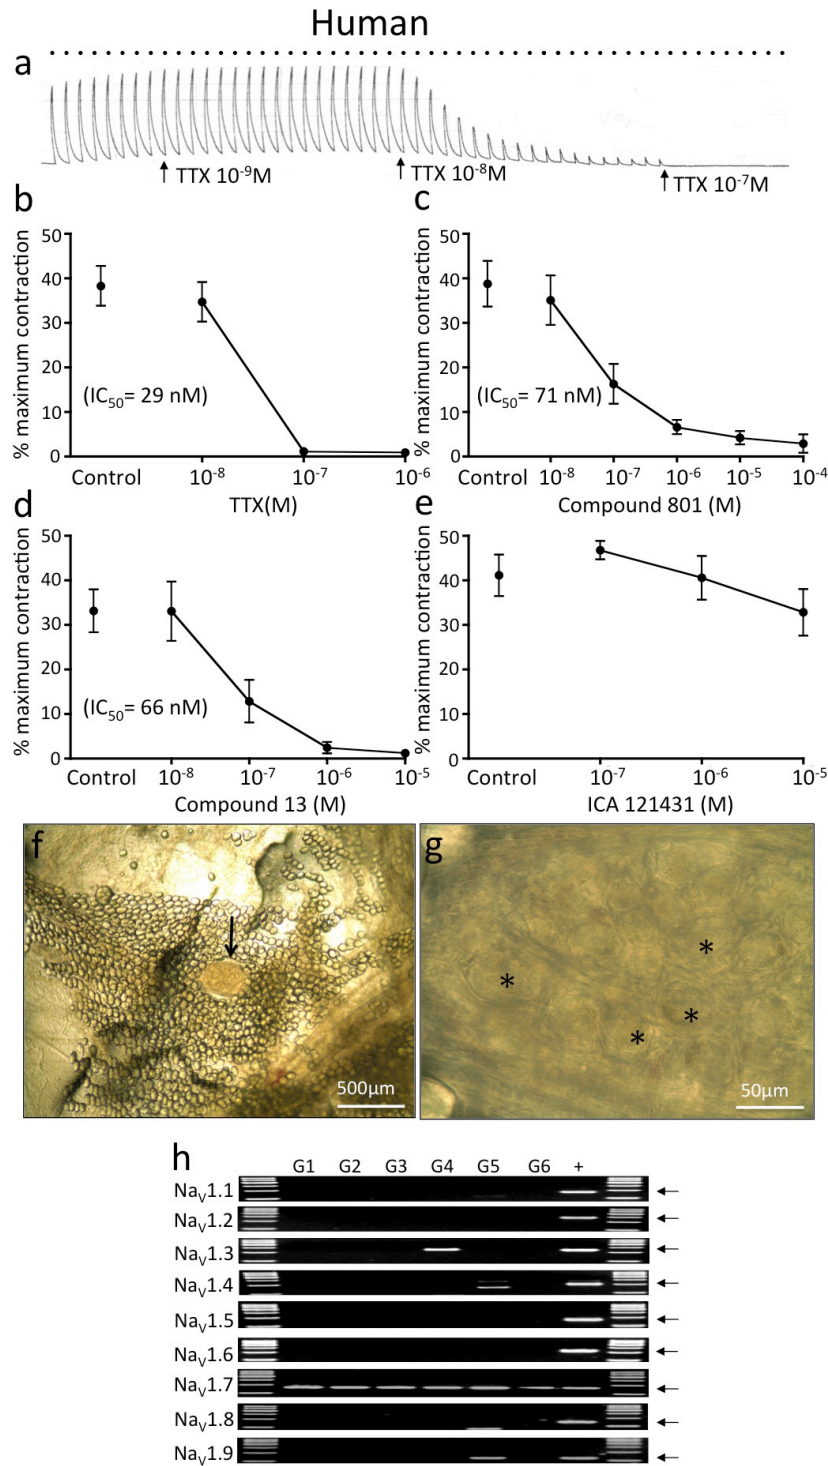 Human
a
TTX 10-9M
TTX 10-8M
TTX 10-7M
b
% maximum contraction
50
40
30
20
10
0
(IC50= 29 nM)
Control
10-8
10-7
10-6
TTX(M)
c
% maximum contraction
50
40
30
20
10
0
(IC50= 71 nM)
Control
10-8
10-7
10-6
10-5
10-4
Compound 801 (M)
d
% maximum contraction
50
40
30
20
10
0
(IC50= 66 nM)
Control
10-8
10-7
10-6
10-5
Compound 13 (M)
e
% maximum contraction
50
40
30
20
10
0
Control
10-7
10-6
10-5
ICA 121431 (M)
f
500μm
g
*
*
*
*
50μm
h
G1 G2 G3 G4 G5 G6 +
NaV1.1
NaV1.2
NaV1.3
NaV1.4
NaV1.5
NaV1.6
NaV1.7
NaV1.8
NaV1.9